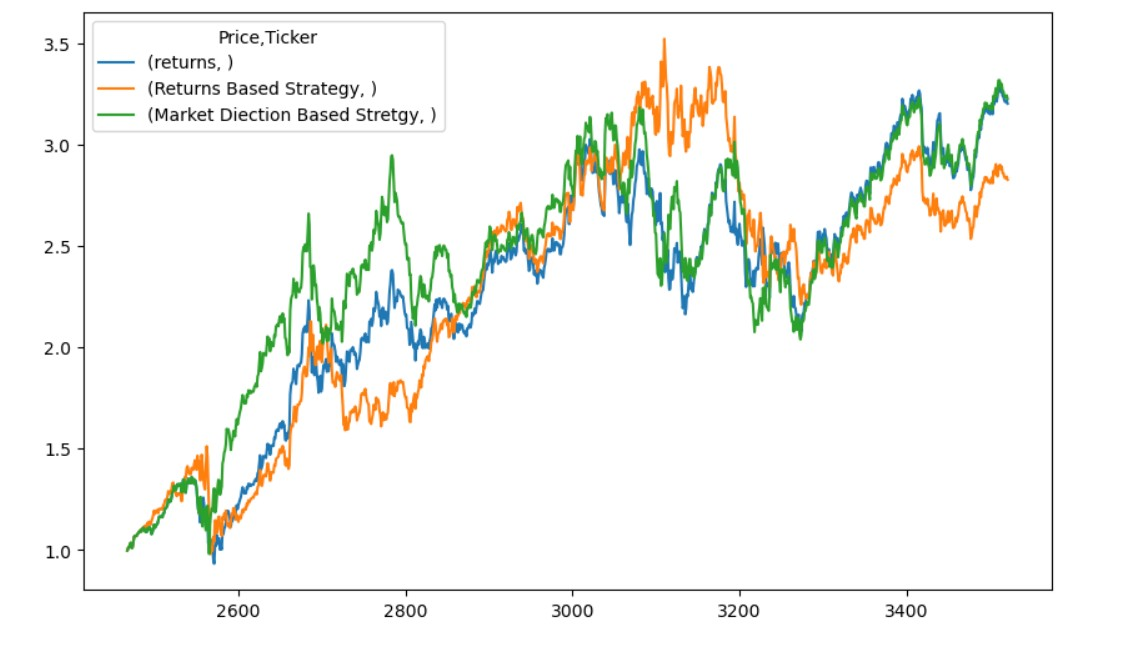 Price,Ticker
(returns, )
(Returns Based Strategy, )
(Market Diection Based Stretgy, )
3.5
3.0
2.5
2.0
1.5
1.0
2600 2800 3000 3200 3400